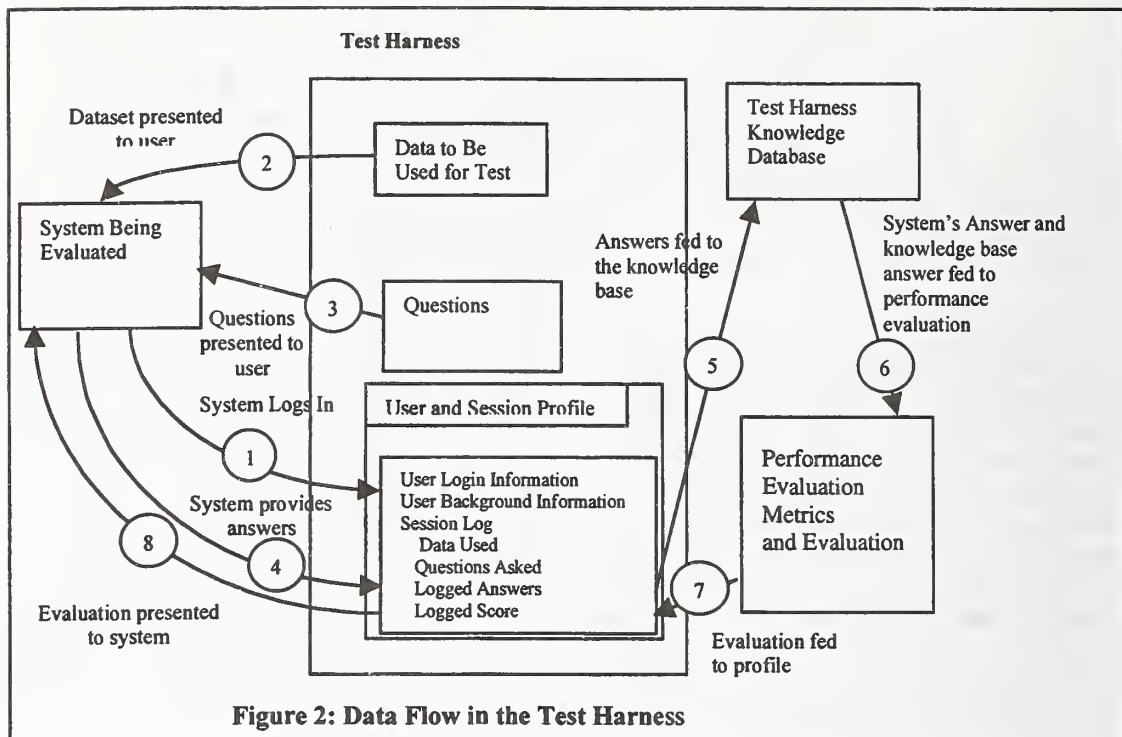 Test Harness
Dataset presented
to user
2
Data to Be
Used for Test
Test Harness
Knowledge
Database
System Being
Evaluated
Answers fed to
the knowledge
base
System's Answer and
knowledge base
answer fed to
performance
evaluation
3
Questions
Questions
presented to
user
5
6
System Logs In
User and Session Profile
1
User Login Information
User Background Information
Session Log
Data Used
Questions Asked
Logged Answers
Logged Score
Performance
Evaluation
Metrics
and Evaluation
System provides
answers
8
4
7
Evaluation presented
to system
Evaluation fed
to profile
Figure 2: Data Flow in the Test Harness